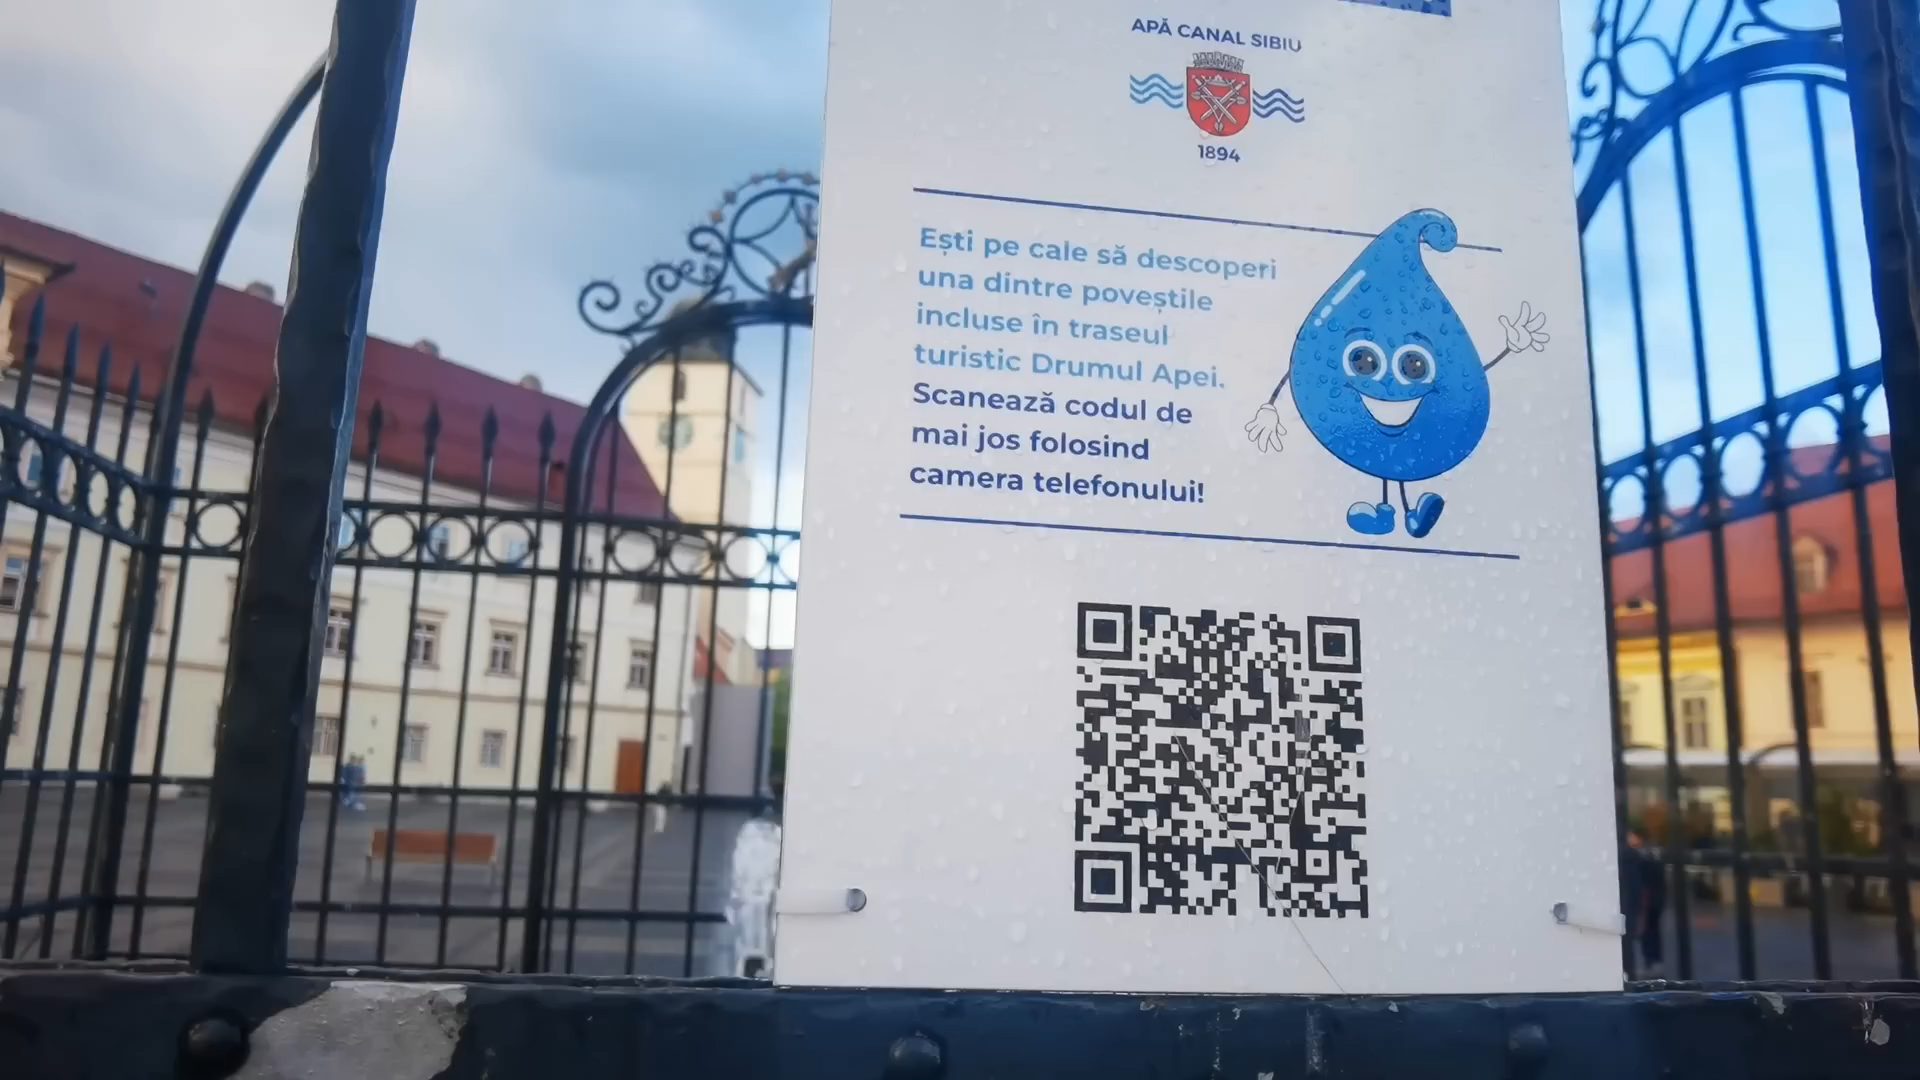 APĂ CANAL SIBIU
1894
Ești pe cale să descoperi
una dintre poveștile
incluse în traseul
turistic Drumul Apei.
Scanează codul de
mai jos folosind
camera telefonului!